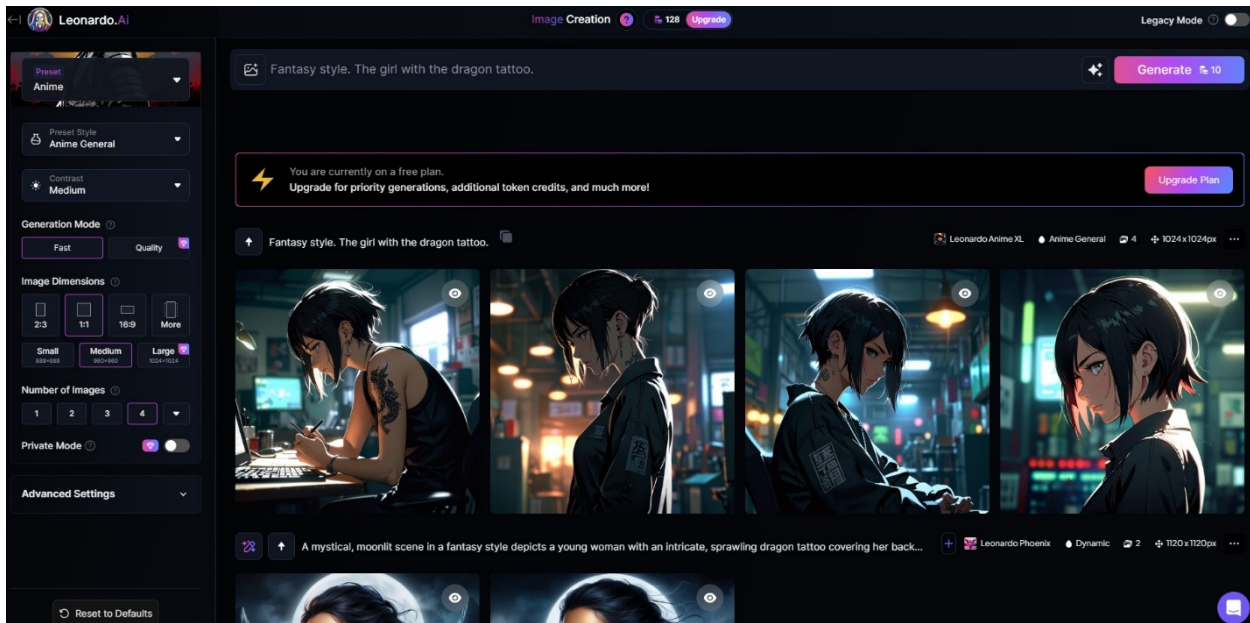 Leonardo.Ai
Image Creation ?
128 Upgrade
Legacy Mode ?
Preset
Anime
Preset Style
Anime General
Contrast
Medium
Generation Mode ?
Fast Quality
Image Dimensions ?
2:3 1:1 16:9 More
Small Medium Large
960×960 1024×1024
Number of Images ?
1 2 3 4
Private Mode ?
Advanced Settings
Reset to Defaults
Fantasy style. The girl with the dragon tattoo.
Generate 10
You are currently on a free plan.
Upgrade for priority generations, additional token credits, and much more!
Upgrade Plan
Fantasy style. The girl with the dragon tattoo.
Leonardo Anime XL Anime General 4 1024x1024px ...
A mystical, moonlit scene in a fantasy style depicts a young woman with an intricate, sprawling dragon tattoo covering her back...
+ Leonardo Phoenix Dynamic 2 1120x1120px ...